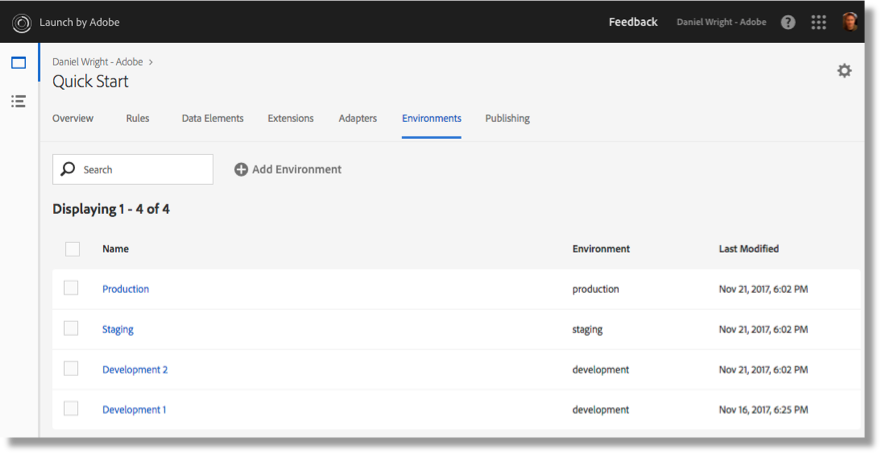 Launch by Adobe Feedback Daniel Wright - Adobe ?
Daniel Wright - Adobe >
Quick Start
Overview Rules Data Elements Extensions Adapters Environments Publishing
Search Add Environment
Displaying 1 - 4 of 4
Name Environment Last Modified
Production production Nov 21, 2017, 6:02 PM
Staging staging Nov 21, 2017, 6:02 PM
Development 2 development Nov 21, 2017, 6:02 PM
Development 1 development Nov 16, 2017, 6:25 PM